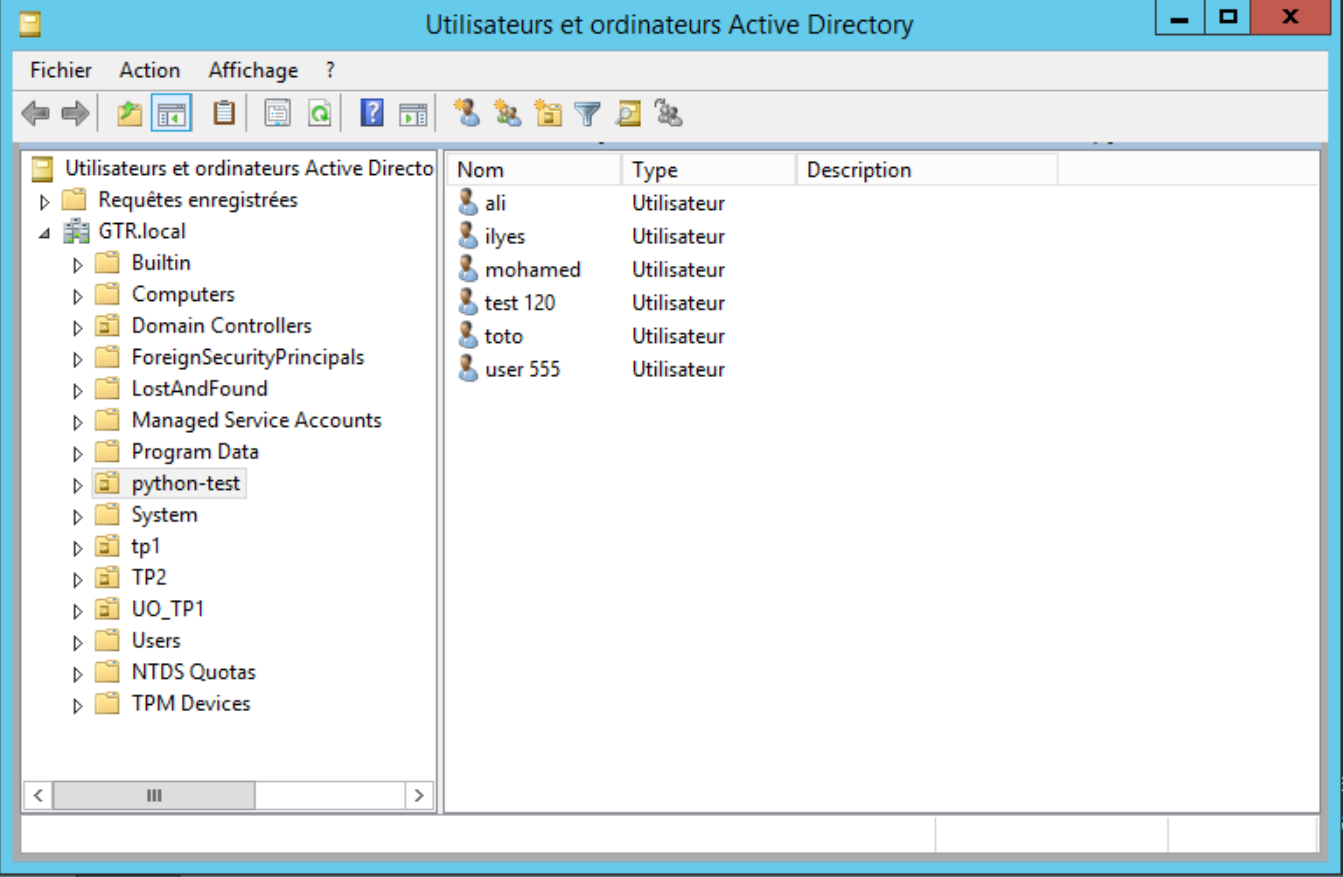 Utilisateurs et ordinateurs Active Directory
Fichier Action Affichage ?
Utilisateurs et ordinateurs Active Directo
Requêtes enregistrées
GTR.local
Builtin
Computers
Domain Controllers
ForeignSecurityPrincipals
LostAndFound
Managed Service Accounts
Program Data
python-test
System
tp1
TP2
UO_TP1
Users
NTDS Quotas
TPM Devices
Nom Type Description
ali Utilisateur
ilyes Utilisateur
mohamed Utilisateur
test 120 Utilisateur
toto Utilisateur
user 555 Utilisateur